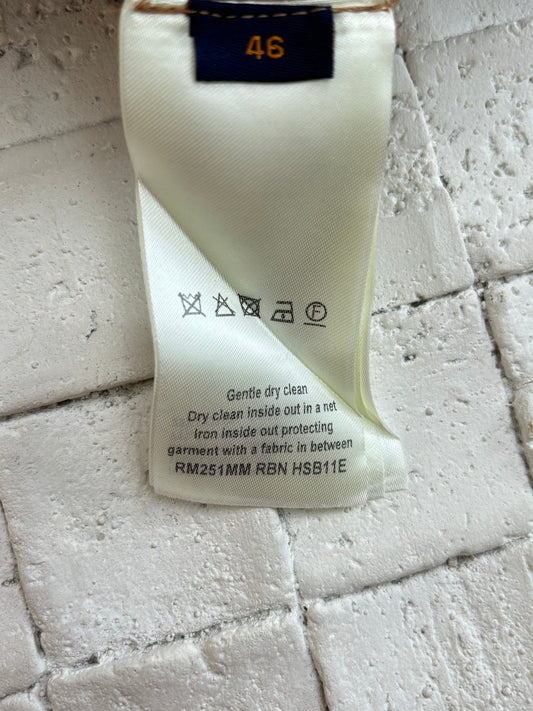 46
F
Gentle dry clean
Dry clean inside out in a net
Iron inside out protecting
garment with a fabric in between
RM251MM RBN HSB11E